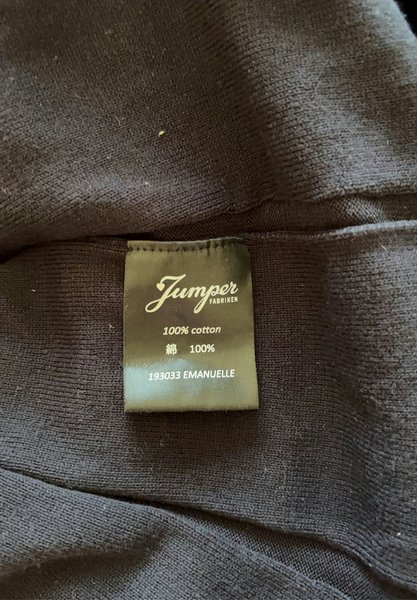 Jumper
FABRIKEN
100% cotton
綿 100%
193033 EMANUELLE